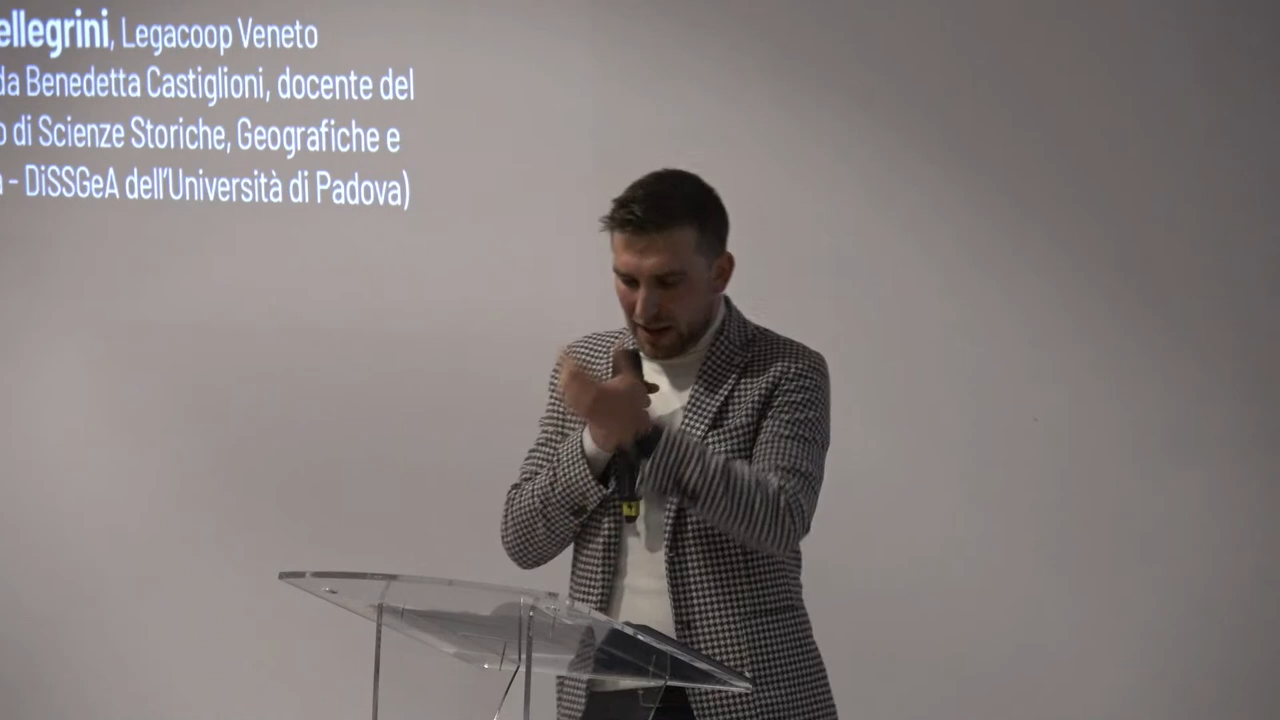 ellegrini, Legacoop Veneto
da Benedetta Castiglioni, docente del
o di Scienze Storiche, Geografiche e
a - DiSSGeA dell'Università di Padova)